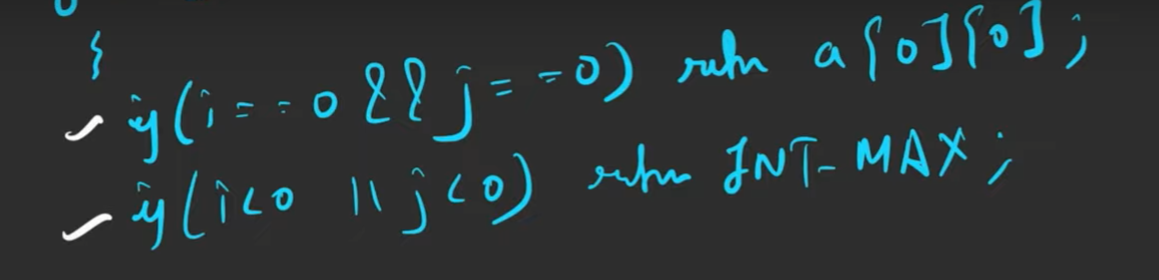 {
if(i==0 && j==0) return a[0][0];
if(i<0 || j<0) return INT_MAX;